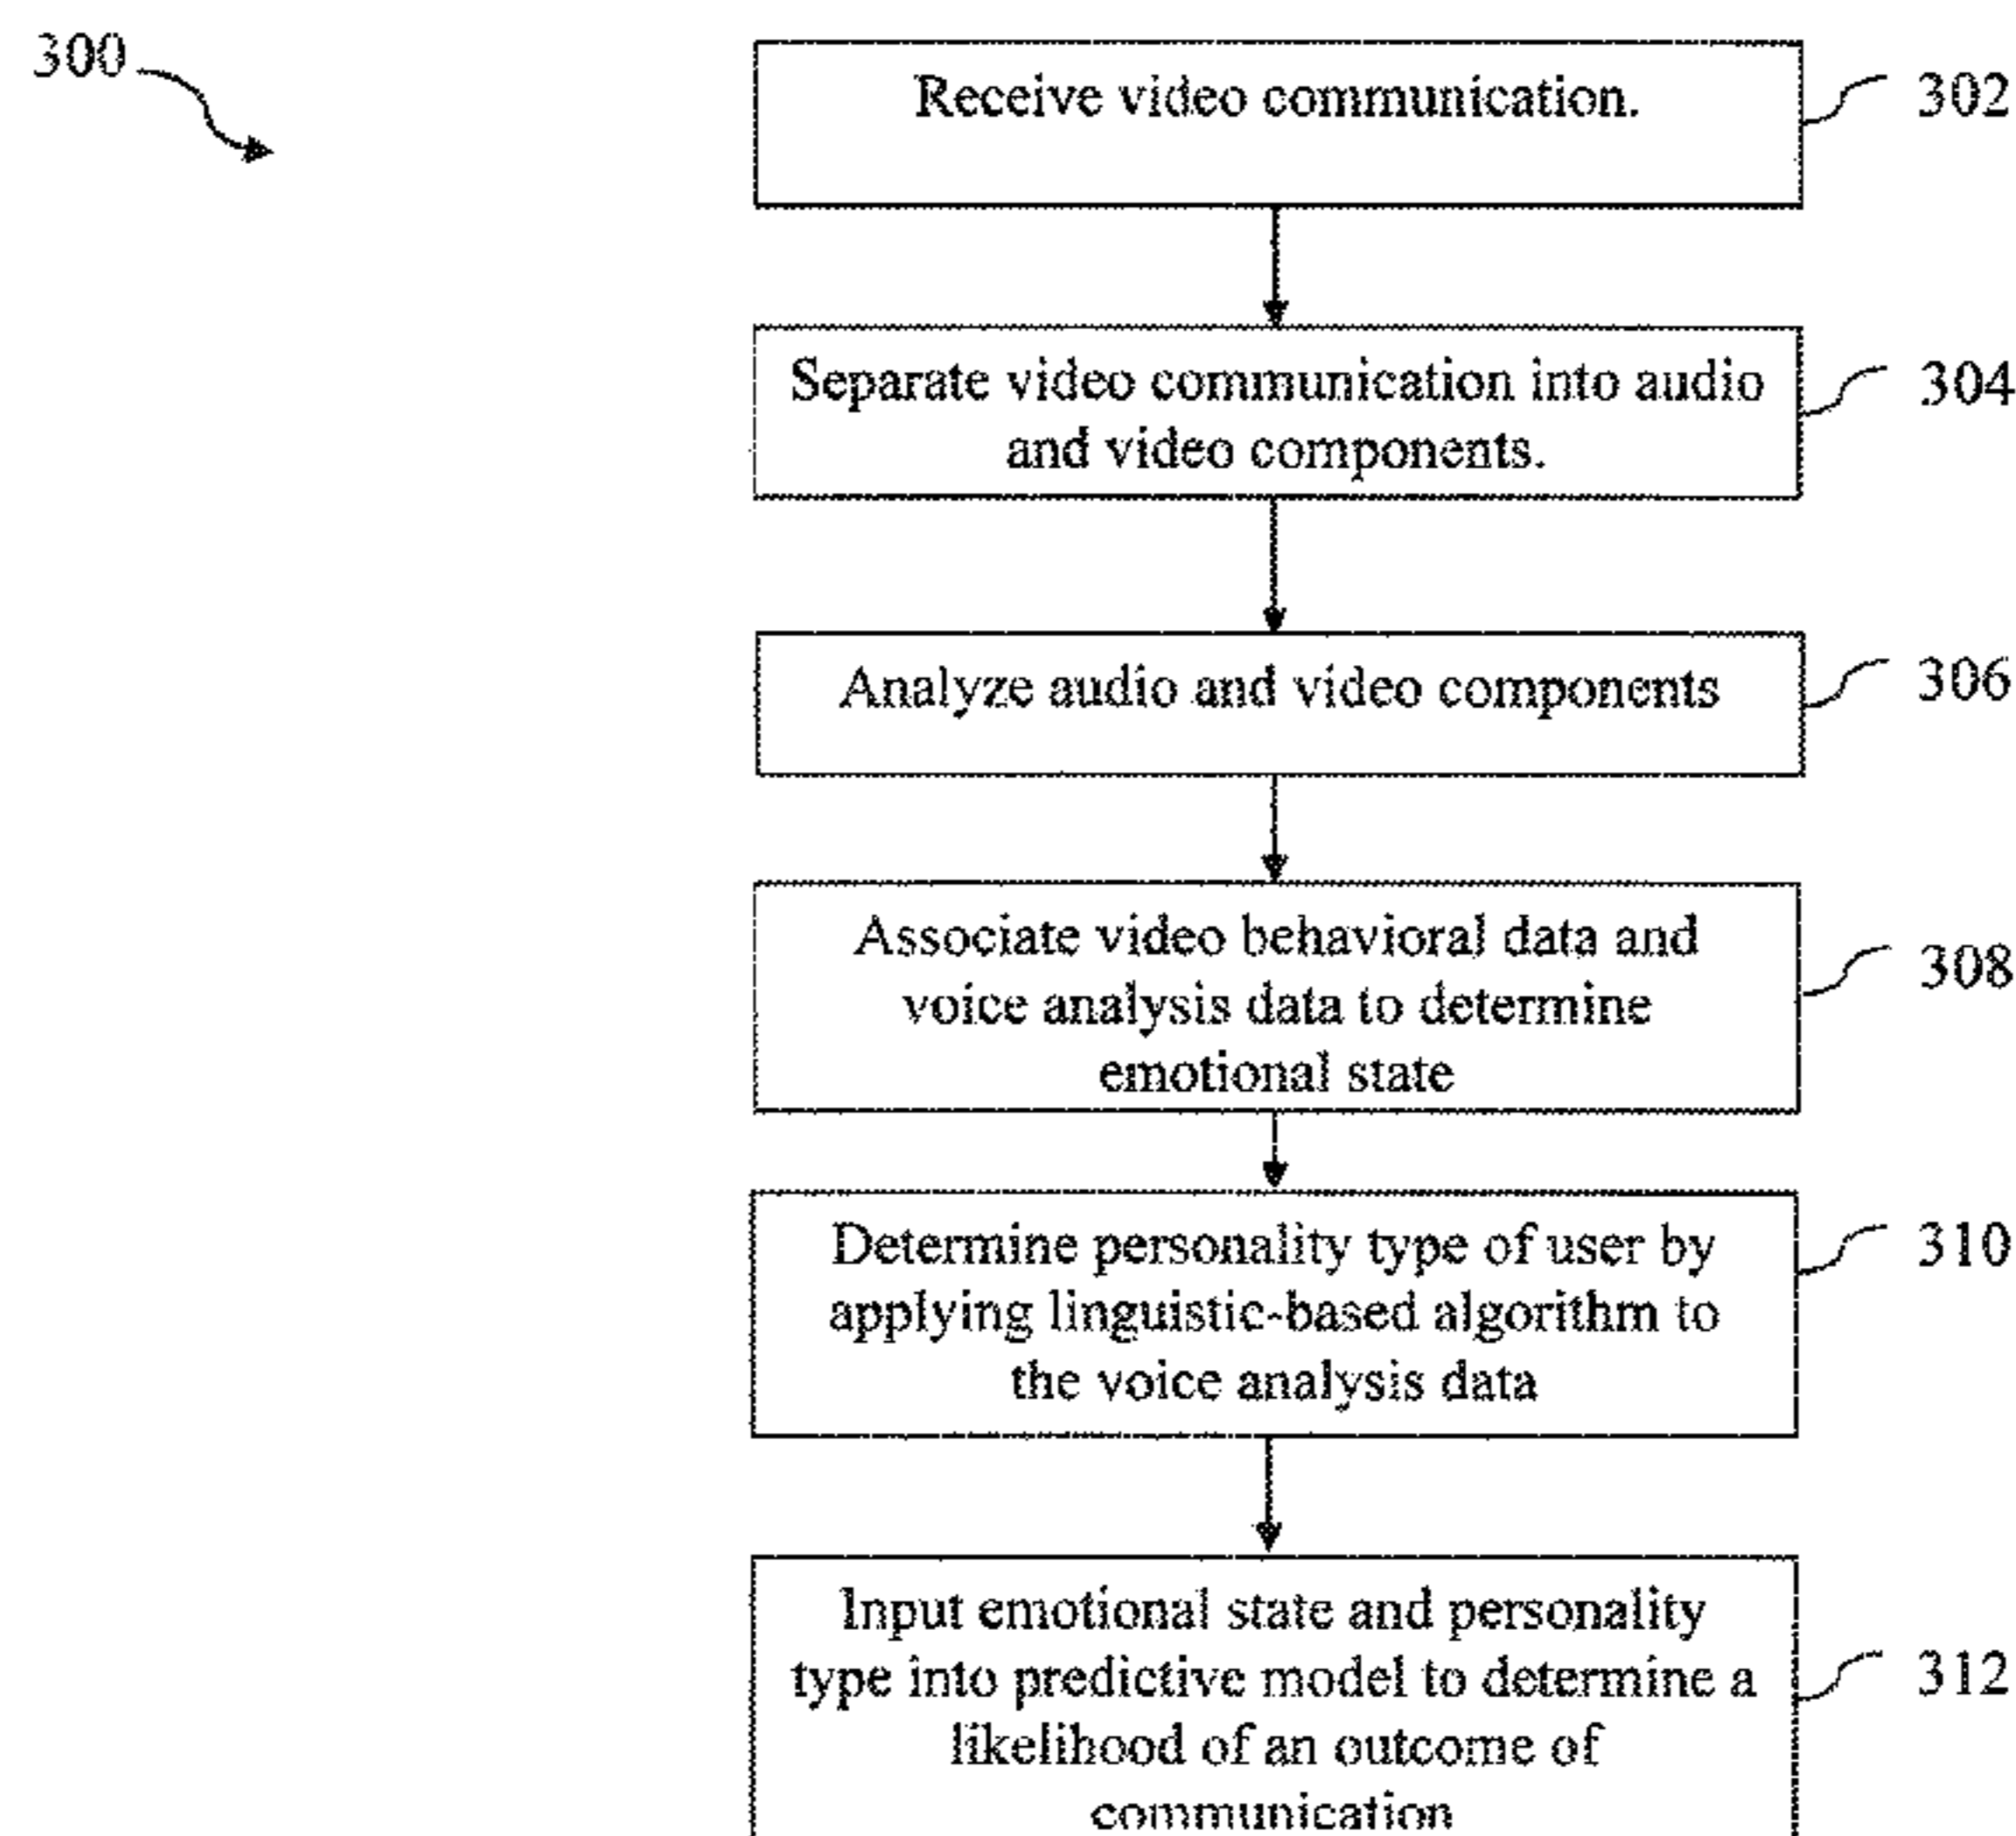 300
Receive video communication.
302
Separate video communication into audio
and video components.
304
Analyze audio and video components
306
Associate video behavioral data and
voice analysis data to determine
emotional state
308
Determine personality type of user by
applying linguistic-based algorithm to
the voice analysis data
310
Input emotional state and personality
type into predictive model to determine a
likelihood of an outcome of
communication
312